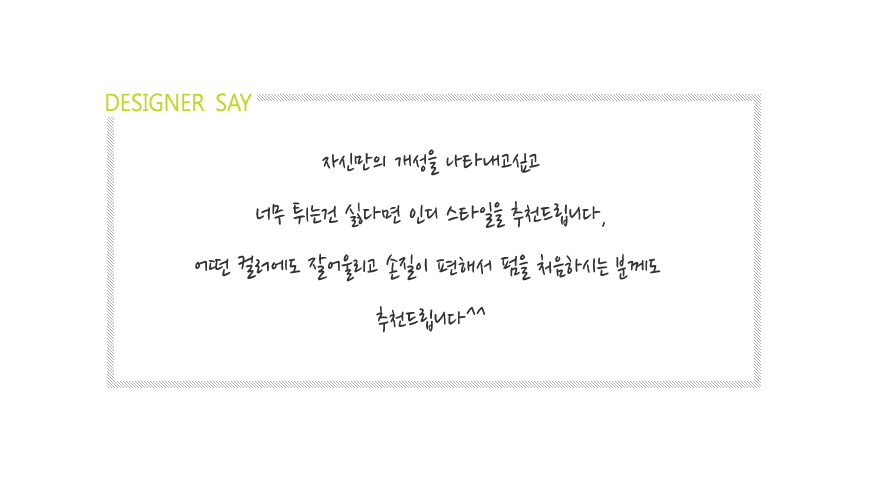 DESIGNER SAY
자신만의 개성을 나타내고싶고
너무 튀는건 싫다면 인디 스타일을 추천드립니다,
어떤 컬러에도 잘어울리고 손질이 편해서 펌을 처음하시는 분께도
추천드립니다^^